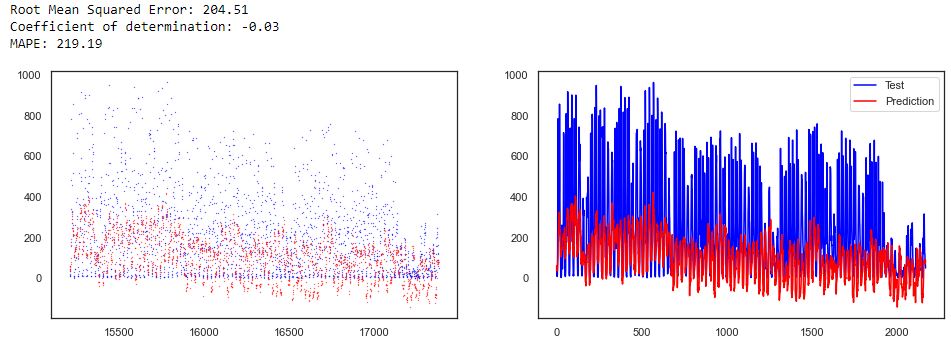 Root Mean Squared Error: 204.51
Coefficient of determination: -0.03
MAPE: 219.19
1000
800
600
400
200
0
15500 16000 16500 17000
1000
800
600
400
200
0
0 500 1000 1500 2000
Test
Prediction